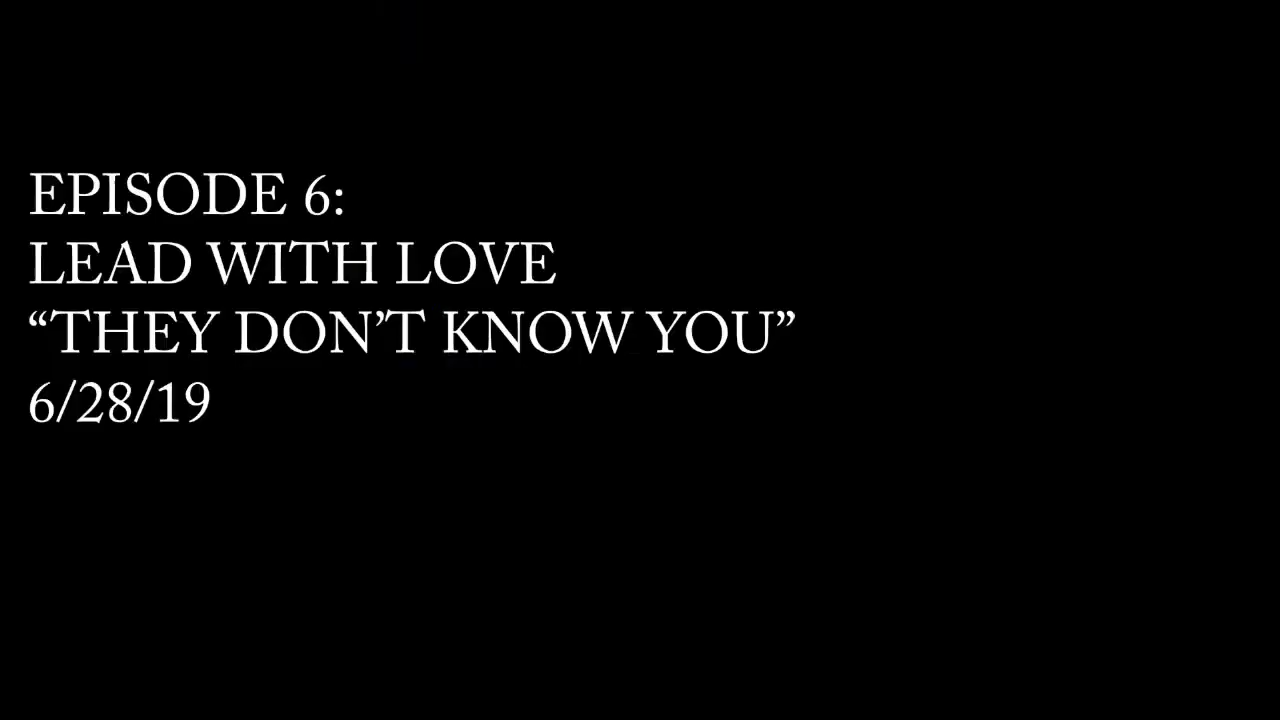 EPISODE 6:
LEAD WITH LOVE
“THEY DON’T KNOW YOU”
6/28/19